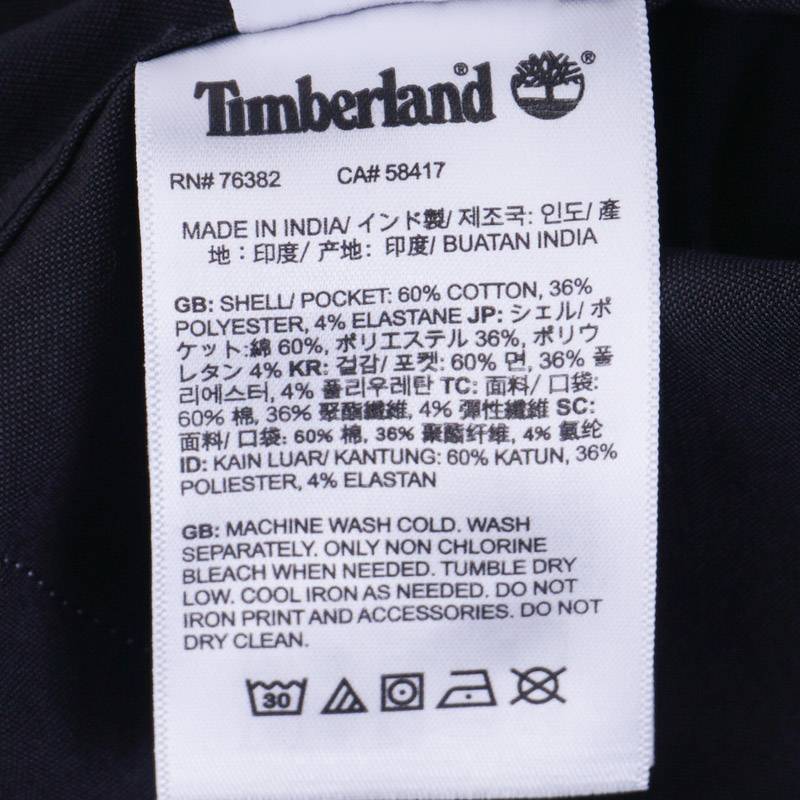 Timberland® ®
RN# 76382 CA# 58417
MADE IN INDIA/ インド製/ 제조국: 인도/ 產
地：印度/ 产地：印度/ BUATAN INDIA
GB: SHELL/ POCKET: 60% COTTON, 36%
POLYESTER, 4% ELASTANE JP: シェル/ ポ
ケット:綿 60%, ポリエステル 36%, ポリウ
レタン 4% KR: 겉감/ 포켓: 60% 면, 36% 폴
리에스터, 4% 폴리우레탄 TC: 面料/ 口袋:
60% 棉, 36% 聚酯纖維, 4% 彈性纖維 SC:
面料/ 口袋: 60% 棉, 36% 聚酯纤维, 4% 氨纶
ID: KAIN LUAR/ KANTUNG: 60% KATUN, 36%
POLIESTER, 4% ELASTAN
GB: MACHINE WASH COLD. WASH
SEPARATELY. ONLY NON CHLORINE
BLEACH WHEN NEEDED. TUMBLE DRY
LOW. COOL IRON AS NEEDED. DO NOT
IRON PRINT AND ACCESSORIES. DO NOT
DRY CLEAN.
30